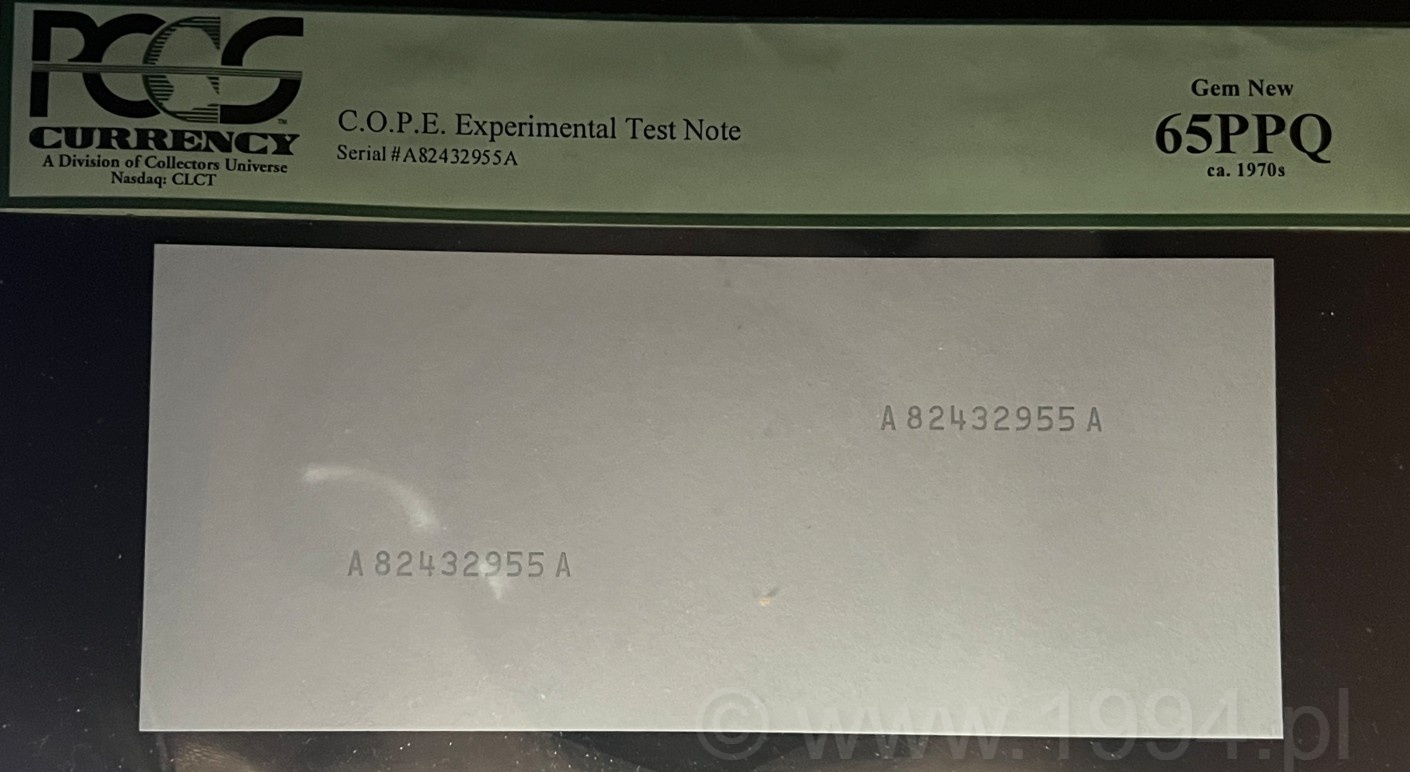 PCGS
CURRENCY
A Division of Collectors Universe
Nasdaq: CLCT
C.O.P.E. Experimental Test Note
Serial #A82432955A
Gem New
65PPQ
ca. 1970s
A 82432955 A
A 82432955 A
© www.1994.pl